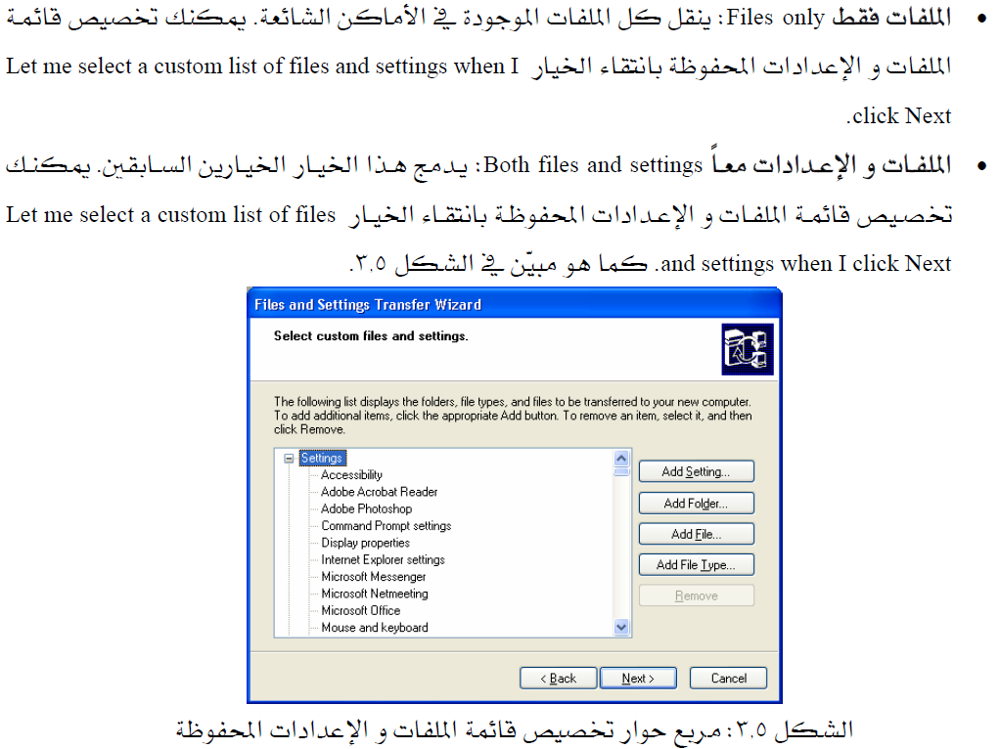 • الملفات فقط Files only: ينقل كل الملفات الموجودة في الأماكن الشائعة. يمكنك تخصيص قائمة
الملفات و الإعدادات المحفوظة بانتقاء الخيار Let me select a custom list of files and settings when I
click Next.
• الملفات و الإعدادات معاً Both files and settings: يدمج هذا الخيار الخيارين السابقين. يمكنك
تخصيص قائمة الملفات و الإعدادات المحفوظة بانتقاء الخيار Let me select a custom list of files
and settings when I click Next. كما هو مبيّن في الشكل ٣.٥.
Files and Settings Transfer Wizard
Select custom files and settings.
The following list displays the folders, file types, and files to be transferred to your new computer.
To add additional items, click the appropriate Add button. To remove an item, select it, and then
click Remove.
Settings
Accessibility
Adobe Acrobat Reader
Adobe Photoshop
Command Prompt settings
Display properties
Internet Explorer settings
Microsoft Messenger
Microsoft Netmeeting
Microsoft Office
Mouse and keyboard
Add Setting...
Add Folder...
Add File...
Add File Type...
Remove
< Back
Next >
Cancel
الشكل ٣.٥: مربع حوار تخصيص قائمة الملفات و الإعدادات المحفوظة